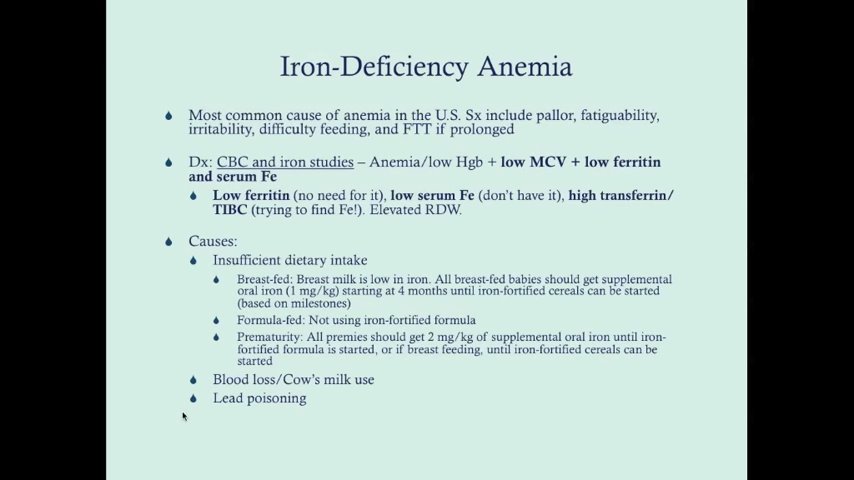 Iron-Deficiency Anemia
Most common cause of anemia in the U.S. Sx include pallor, fatiguability,
irritability, difficulty feeding, and FTT if prolonged
Dx: CBC and iron studies – Anemia/low Hgb + low MCV + low ferritin
and serum Fe
Low ferritin (no need for it), low serum Fe (don't have it), high transferrin/
TIBC (trying to find Fe!). Elevated RDW.
Causes:
Insufficient dietary intake
Breast-fed: Breast milk is low in iron. All breast-fed babies should get supplemental
oral iron (1 mg/kg) starting at 4 months until iron-fortified cereals can be started
(based on milestones)
Formula-fed: Not using iron-fortified formula
Prematurity: All premies should get 2 mg/kg of supplemental oral iron until iron-
fortified formula is started, or if breast feeding, until iron-fortified cereals can be
started
Blood loss/Cow's milk use
Lead poisoning